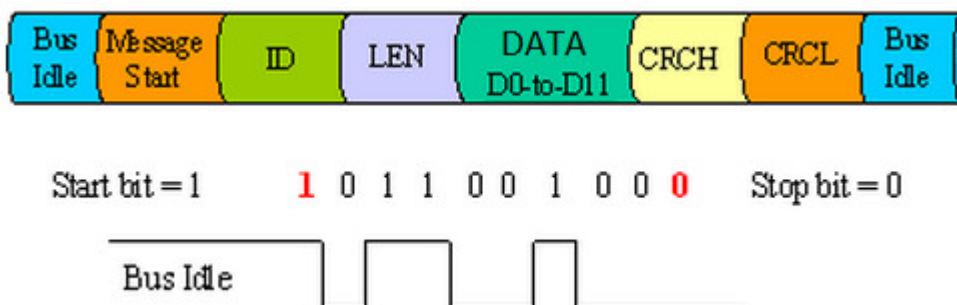 Bus Idle Message Start ID LEN DATA D0-to-D11 CRCH CRCL Bus Idle
Start bit = 1 1 0 1 1 0 0 1 0 0 0 Stop bit = 0
Bus Idle